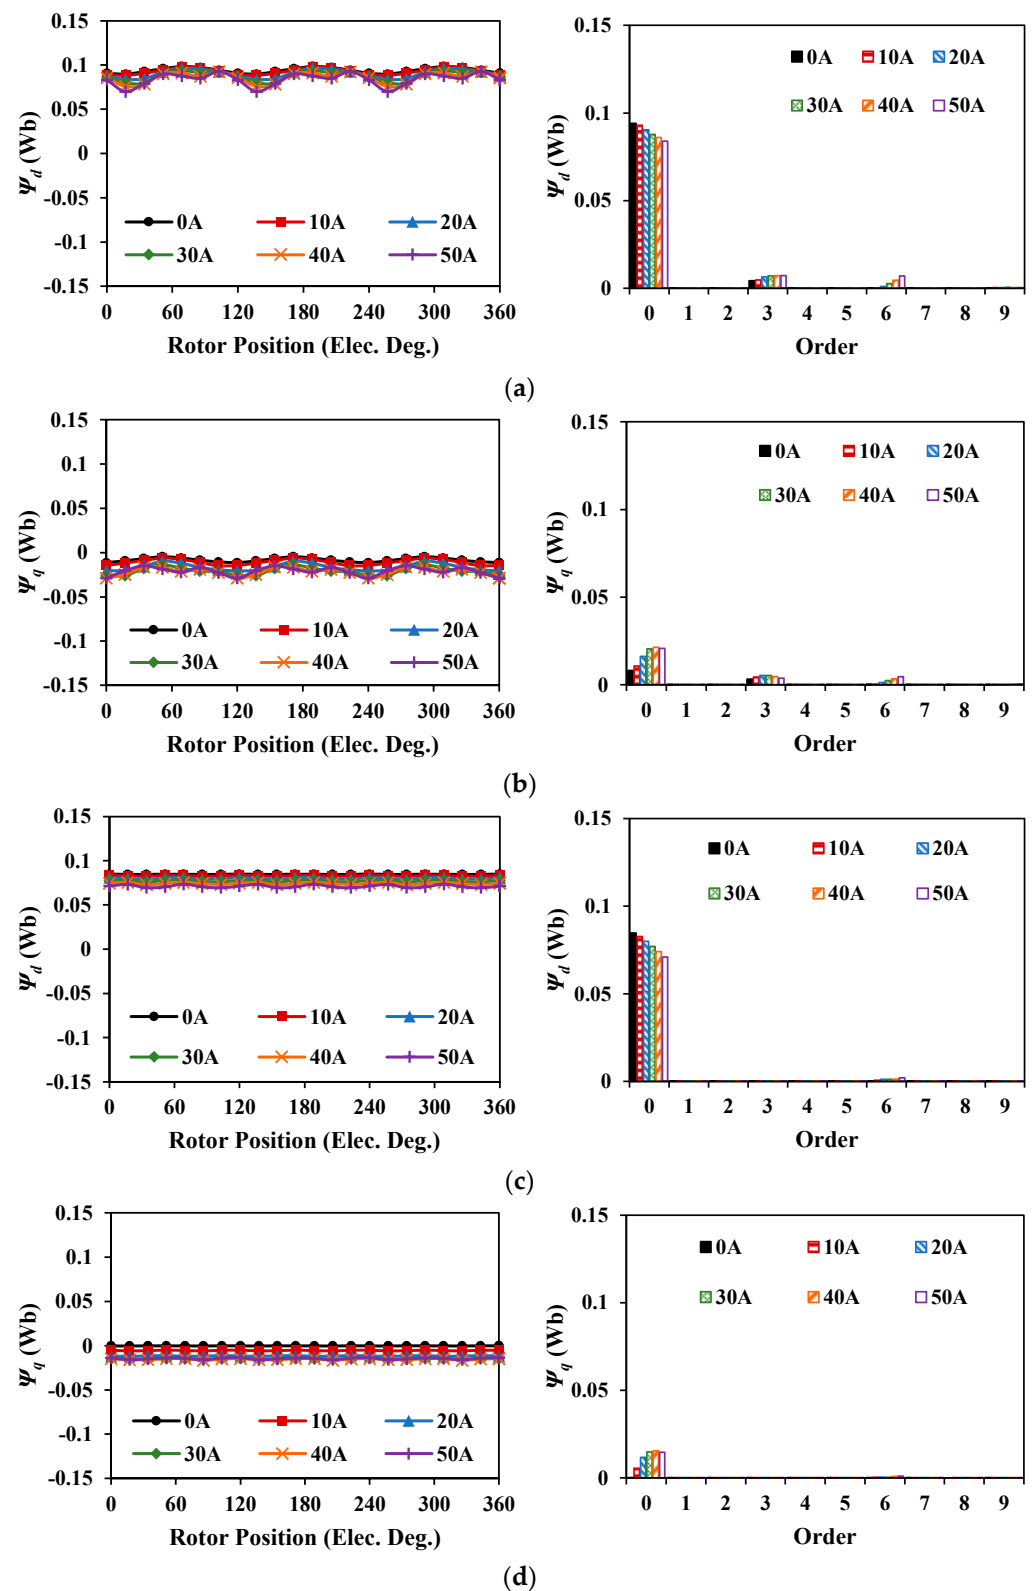 0.15
0.1
0.05
0
-0.05
-0.1
-0.15
Ψd (Wb)
0A 10A 20A
30A 40A 50A
0 60 120 180 240 300 360
Rotor Position (Elec. Deg.)
0.15
0.1
0.05
0
Ψd (Wb)
0A 10A 20A
30A 40A 50A
0 1 2 3 4 5 6 7 8 9
Order
(a)
0.15
0.1
0.05
0
-0.05
-0.1
-0.15
Ψq (Wb)
0A 10A 20A
30A 40A 50A
0 60 120 180 240 300 360
Rotor Position (Elec. Deg.)
0.15
0.1
0.05
0
Ψq (Wb)
0A 10A 20A
30A 40A 50A
0 1 2 3 4 5 6 7 8 9
Order
(b)
0.15
0.1
0.05
0
-0.05
-0.1
-0.15
Ψd (Wb)
0A 10A 20A
30A 40A 50A
0 60 120 180 240 300 360
Rotor Position (Elec. Deg.)
0.15
0.1
0.05
0
Ψd (Wb)
0A 10A 20A
30A 40A 50A
0 1 2 3 4 5 6 7 8 9
Order
(c)
0.15
0.1
0.05
0
-0.05
-0.1
-0.15
Ψq (Wb)
0A 10A 20A
30A 40A 50A
0 60 120 180 240 300 360
Rotor Position (Elec. Deg.)
0.15
0.1
0.05
0
Ψq (Wb)
0A 10A 20A
30A 40A 50A
0 1 2 3 4 5 6 7 8 9
Order
(d)